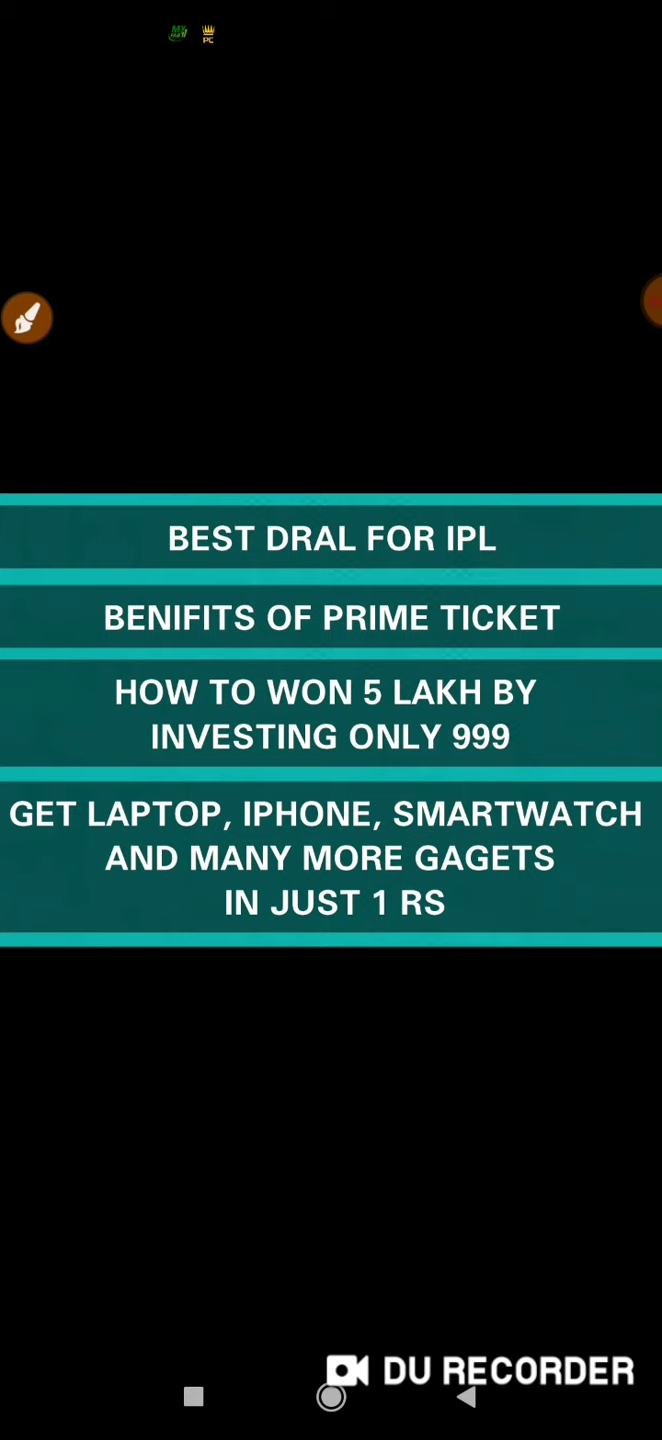 PC
BEST DRAL FOR IPL
BENIFITS OF PRIME TICKET
HOW TO WON 5 LAKH BY
INVESTING ONLY 999
GET LAPTOP, IPHONE, SMARTWATCH
AND MANY MORE GAGETS
IN JUST 1 RS
DU RECORDER